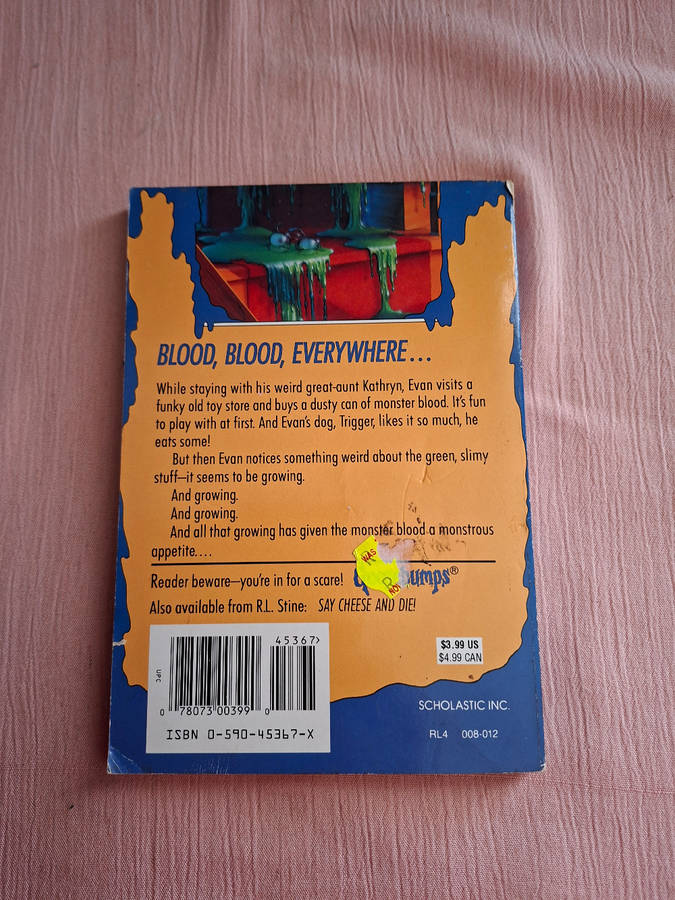 BLOOD, BLOOD, EVERYWHERE...
While staying with his weird great-aunt Kathryn, Evan visits a
funky old toy store and buys a dusty can of monster blood. It's fun
to play with at first. And Evan's dog, Trigger, likes it so much, he
eats some!
But then Evan notices something weird about the green, slimy
stuff—it seems to be growing.
And growing.
And growing.
And all that growing has given the monster blood a monstrous
appetite....
Reader beware—you're in for a scare!
WAS
Also available from R.L. Stine: SAY CHEESE AND DIE!
45367>
$3.99 US
$4.99 CAN
UPC
0 78073 00399 0
ISBN 0-590-45367-X
SCHOLASTIC INC.
RL4 008-012